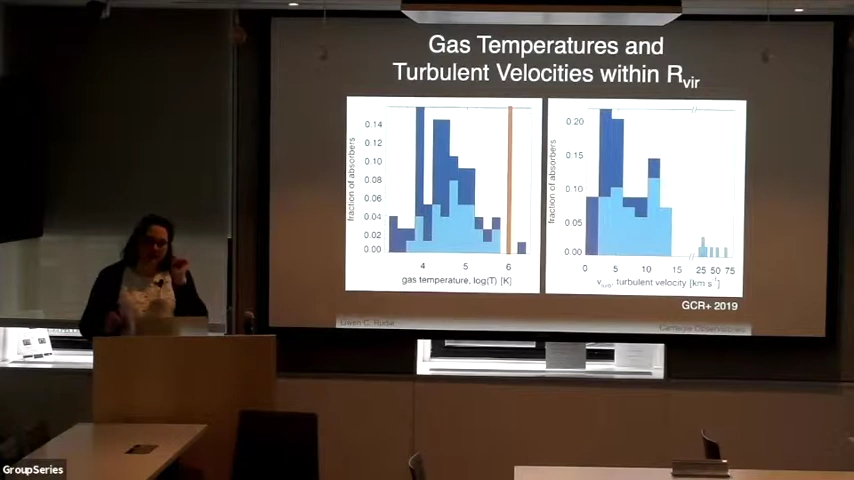 Gas Temperatures and
Turbulent Velocities within Rvir
fraction of absorbers
0.14
0.12
0.10
0.08
0.06
0.04
0.02
0.00
4
5
6
gas temperature, log(T) [K]
fraction of absorbers
0.20
0.15
0.10
0.05
0.00
0
5
10
15
25 50 75
vturb, turbulent velocity [km s⁻¹]
GCR+ 2019
Gwen C. Rudie
Carnegie Observatories
GroupSeries